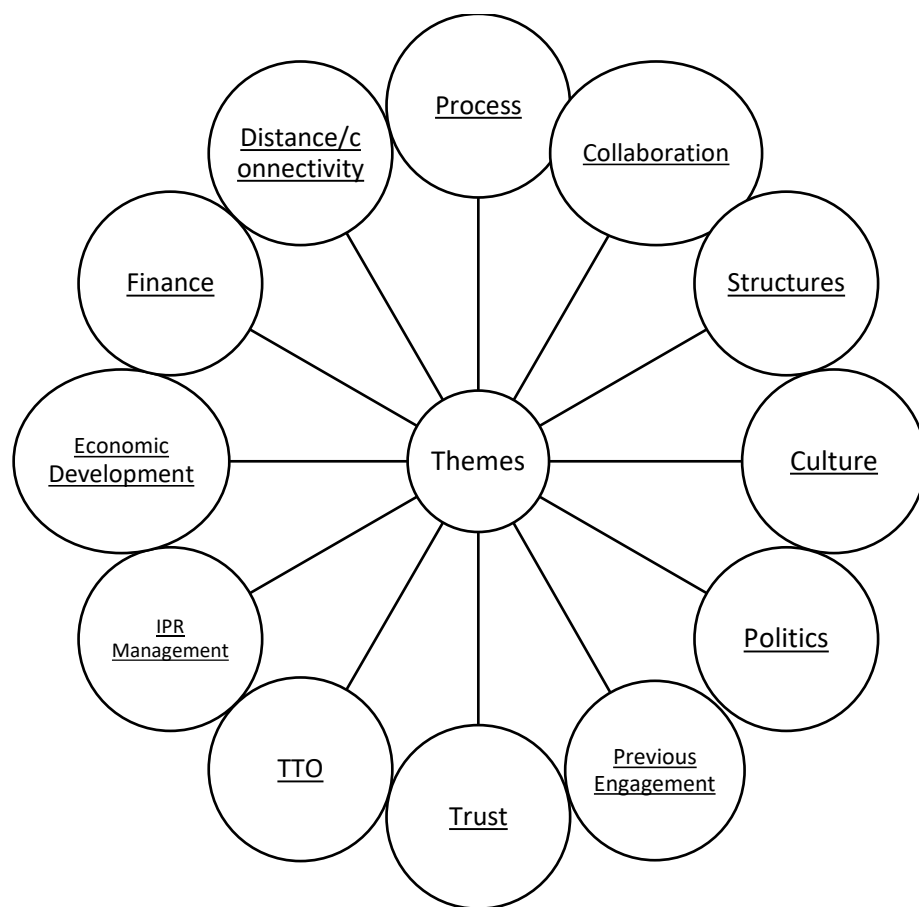 Process
Collaboration
Structures
Culture
Politics
Previous
Engagement
Trust
TTO
IPR
Management
Economic
Development
Finance
Distance/c
onnectivity
Themes